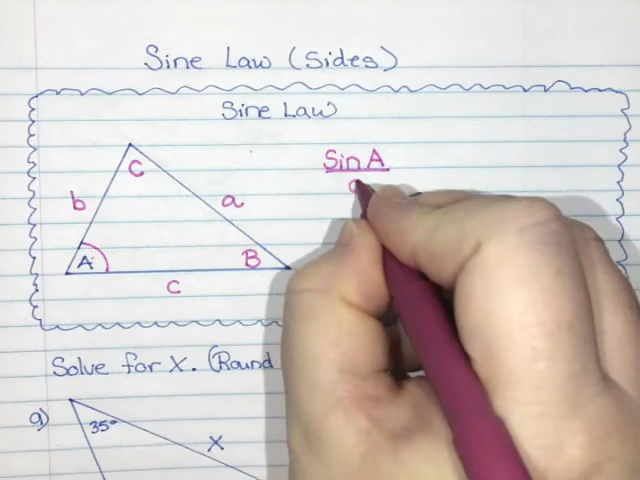 Sine Law (Sides)
Sine Law
C
Sin A
b
a
A
B
c
Solve for X. (Round
a)
35°
X